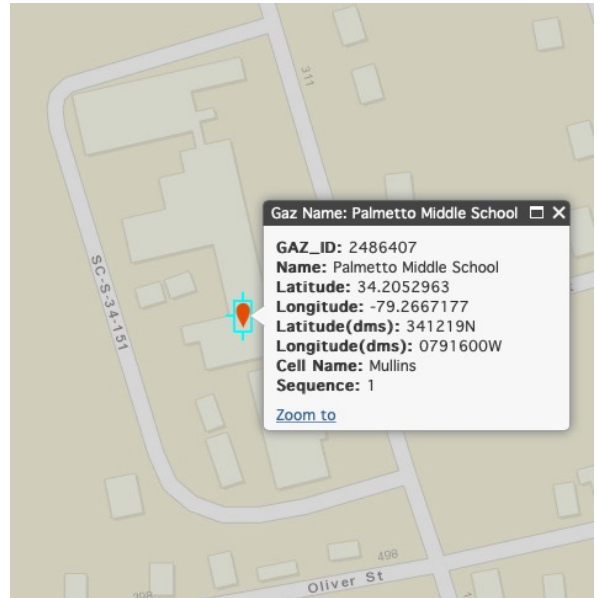 311
Gaz Name: Palmetto Middle School
GAZ_ID: 2486407
Name: Palmetto Middle School
Latitude: 34.2052963
Longitude: -79.2667177
Latitude(dms): 341219N
Longitude(dms): 0791600W
Cell Name: Mullins
Sequence: 1
Zoom to
SC-S-34-151
498
Oliver St
398